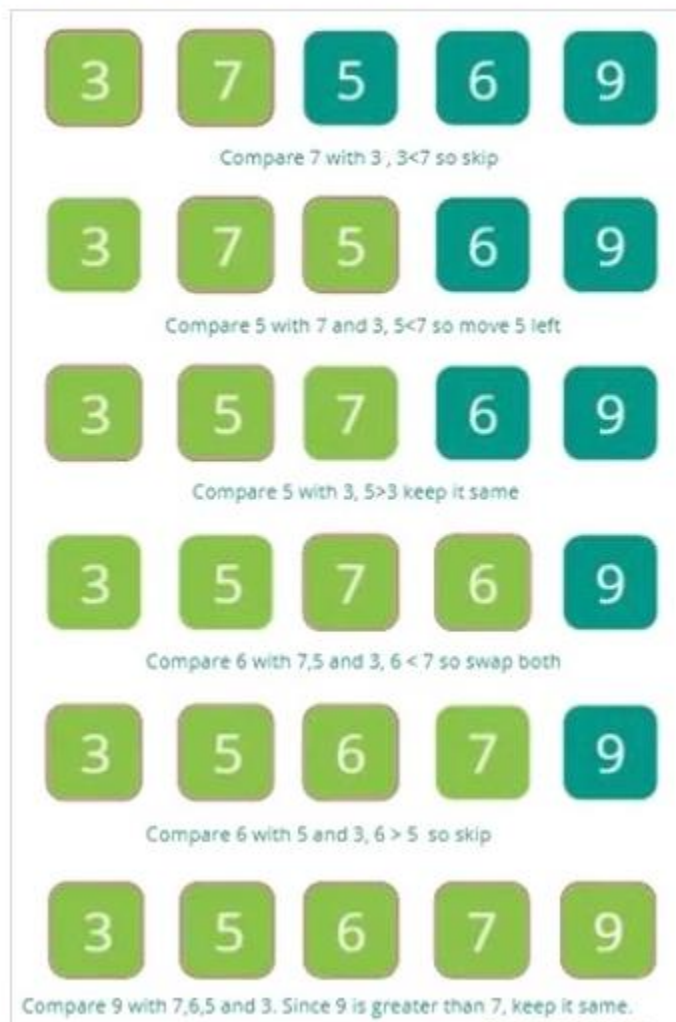 3 7 5 6 9
Compare 7 with 3 , 3<7 so skip
3 7 5 6 9
Compare 5 with 7 and 3, 5<7 so move 5 left
3 5 7 6 9
Compare 5 with 3, 5>3 keep it same
3 5 7 6 9
Compare 6 with 7,5 and 3, 6 < 7 so swap both
3 5 6 7 9
Compare 6 with 5 and 3, 6 > 5 so skip
3 5 6 7 9
Compare 9 with 7,6,5 and 3. Since 9 is greater than 7, keep it same.